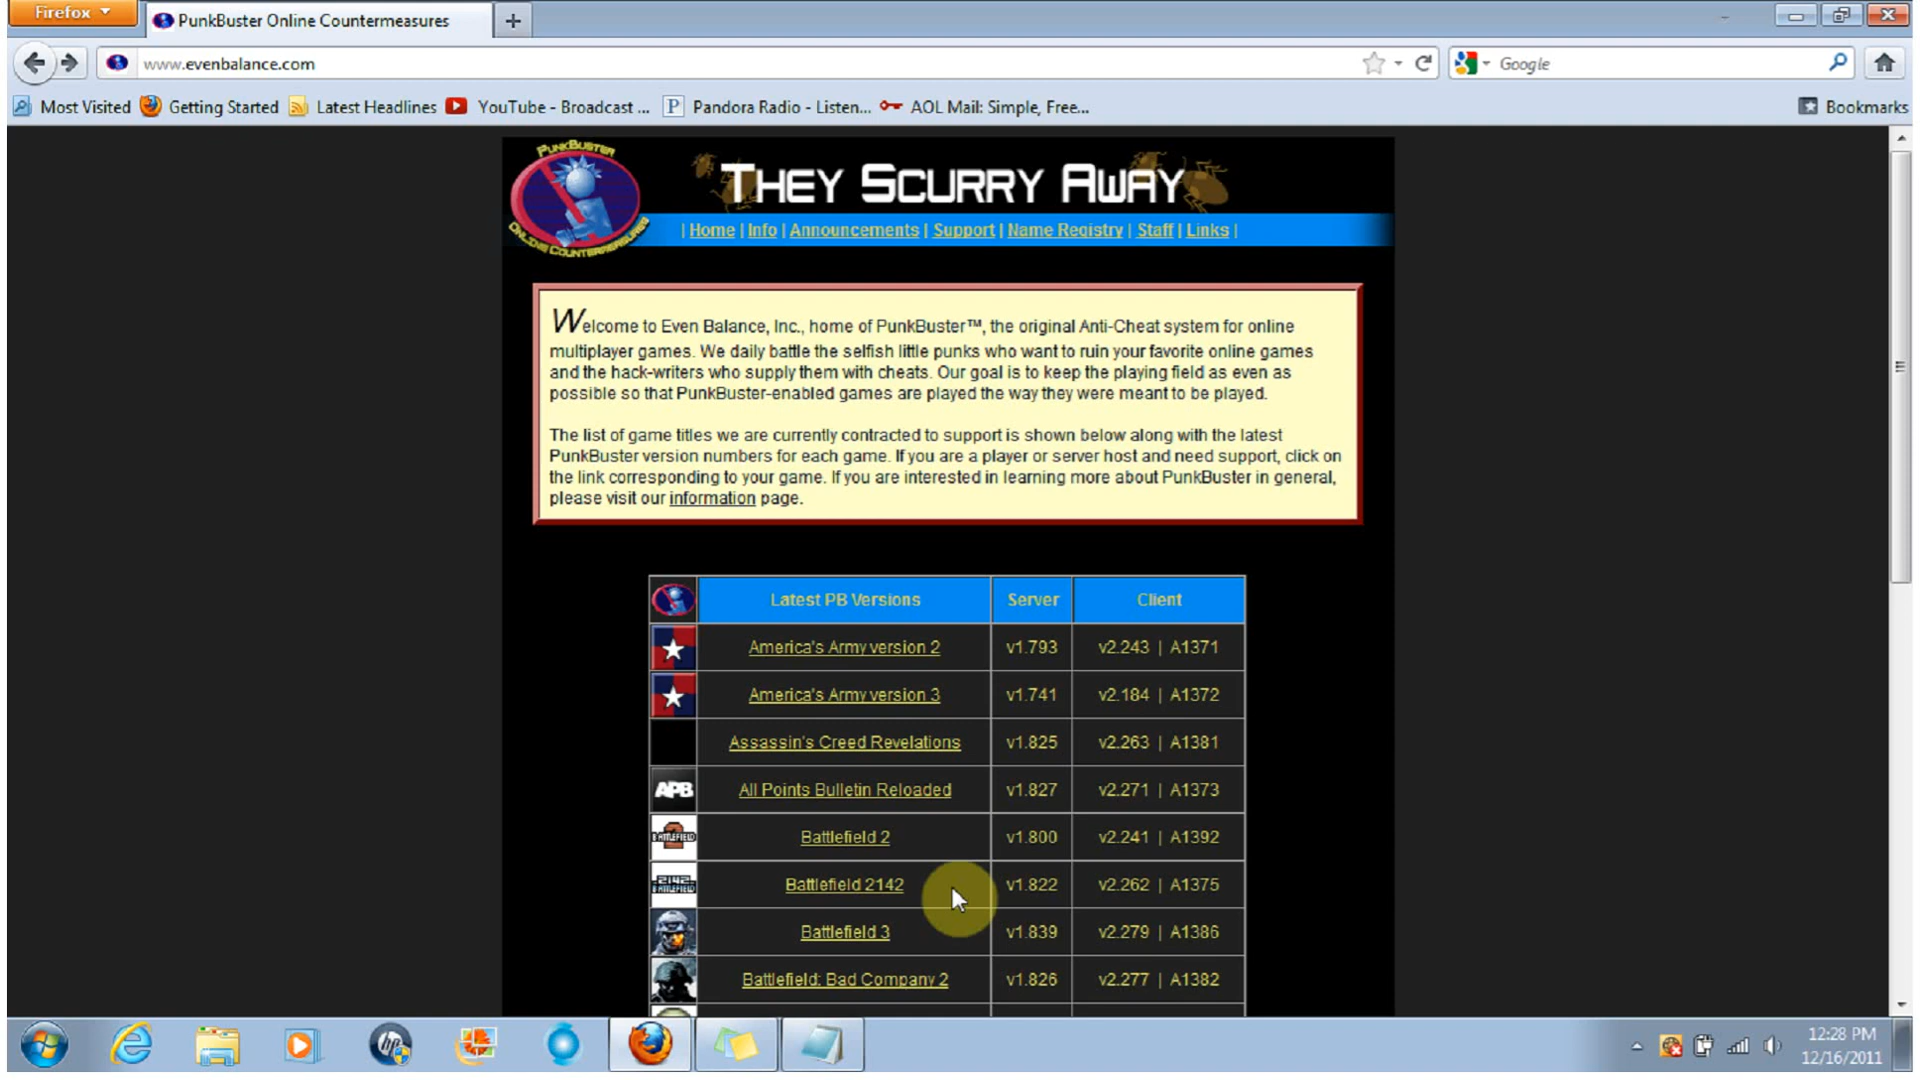 Firefox
PunkBuster Online Countermeasures
www.evenbalance.com
Google
Most Visited Getting Started Latest Headlines YouTube - Broadcast ... Pandora Radio - Listen... AOL Mail: Simple, Free...
Bookmarks
PUNKBUSTER
ONLINE COUNTERMEASURES
THEY SCURRY AWAY
| Home | Info | Announcements | Support | Name Registry | Staff | Links |
Welcome to Even Balance, Inc., home of PunkBuster™, the original Anti-Cheat system for online
multiplayer games. We daily battle the selfish little punks who want to ruin your favorite online games
and the hack-writers who supply them with cheats. Our goal is to keep the playing field as even as
possible so that PunkBuster-enabled games are played the way they were meant to be played.
The list of game titles we are currently contracted to support is shown below along with the latest
PunkBuster version numbers for each game. If you are a player or server host and need support, click on
the link corresponding to your game. If you are interested in learning more about PunkBuster in general,
please visit our information page.
Latest PB Versions Server Client
America's Army version 2 v1.793 v2.243 | A1371
America's Army version 3 v1.741 v2.184 | A1372
Assassin's Creed Revelations v1.825 v2.263 | A1381
APB All Points Bulletin Reloaded v1.827 v2.271 | A1373
BATTLEFIELD 2 Battlefield 2 v1.800 v2.241 | A1392
2142 BATTLEFIELD Battlefield 2142 v1.822 v2.262 | A1375
Battlefield 3 v1.839 v2.279 | A1386
Battlefield: Bad Company 2 v1.826 v2.277 | A1382
hp
12:28 PM
12/16/2011